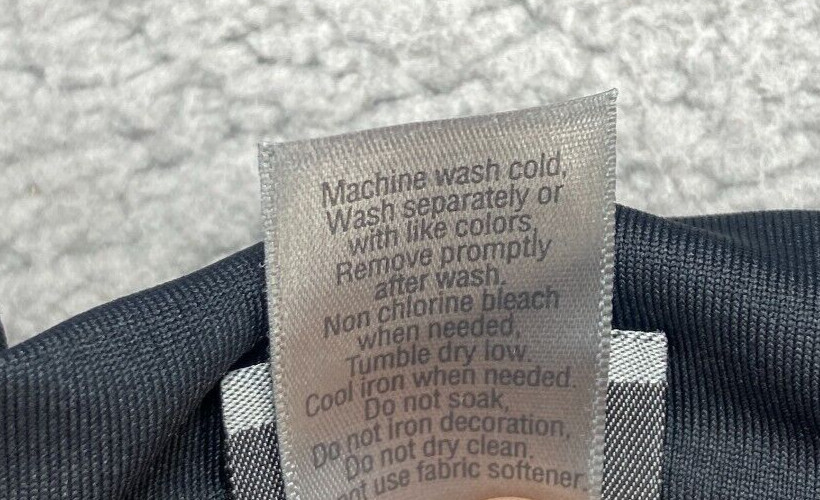 Machine wash cold,
Wash separately or
with like colors,
Remove promptly
after wash,
Non chlorine bleach
when needed,
Tumble dry low.
Cool iron when needed.
Do not soak,
Do not iron decoration,
Do not dry clean.
not use fabric softener.